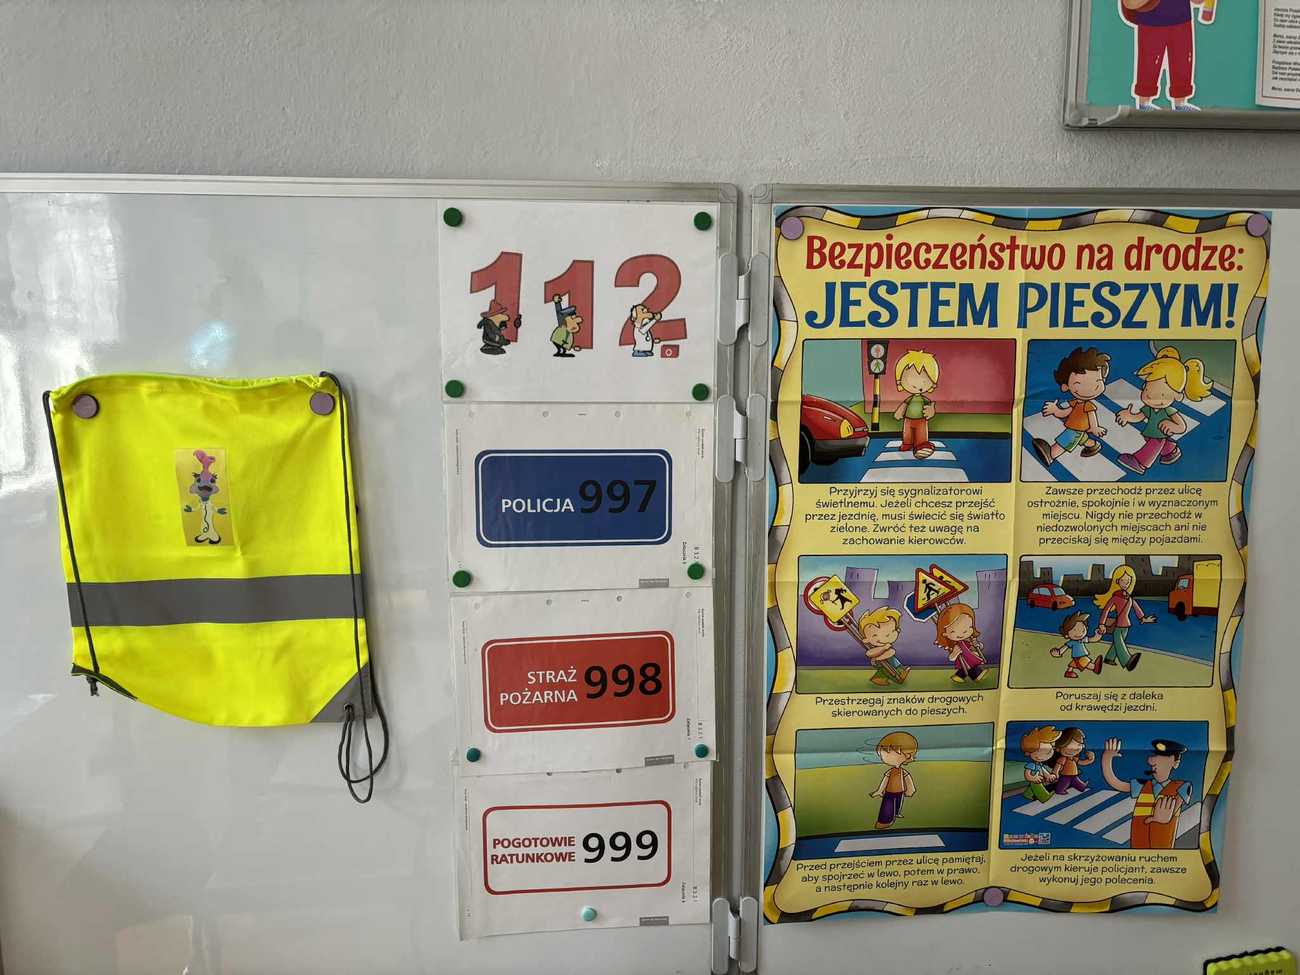 112
POLICJA 997
STRAŻ
POŻARNA 998
POGOTOWIE
RATUNKOWE 999
Bezpieczeństwo na drodze:
JESTEM PIESZYM!
Przyjrzyj się sygnalizatorowi
świetlnemu. Jeżeli chcesz przejść
przez jezdnię, musi świecić się światło
zielone. Zwróć też uwagę na
zachowanie kierowców.
Zawsze przechodź przez ulicę
ostrożnie, spokojnie i w wyznaczonym
miejscu. Nigdy nie przechodź w
niedozwolonych miejscach ani nie
przeciskaj się między pojazdami.
Przestrzegaj znaków drogowych
skierowanych do pieszych.
Poruszaj się z daleka
od krawędzi jezdni.
Przed przejściem przez ulicę pamiętaj,
aby spojrzeć w lewo, potem w prawo,
a następnie kolejny raz w lewo.
Jeżeli na skrzyżowaniu ruchem
drogowym kieruje policjant, zawsze
wykonuj jego polecenia.